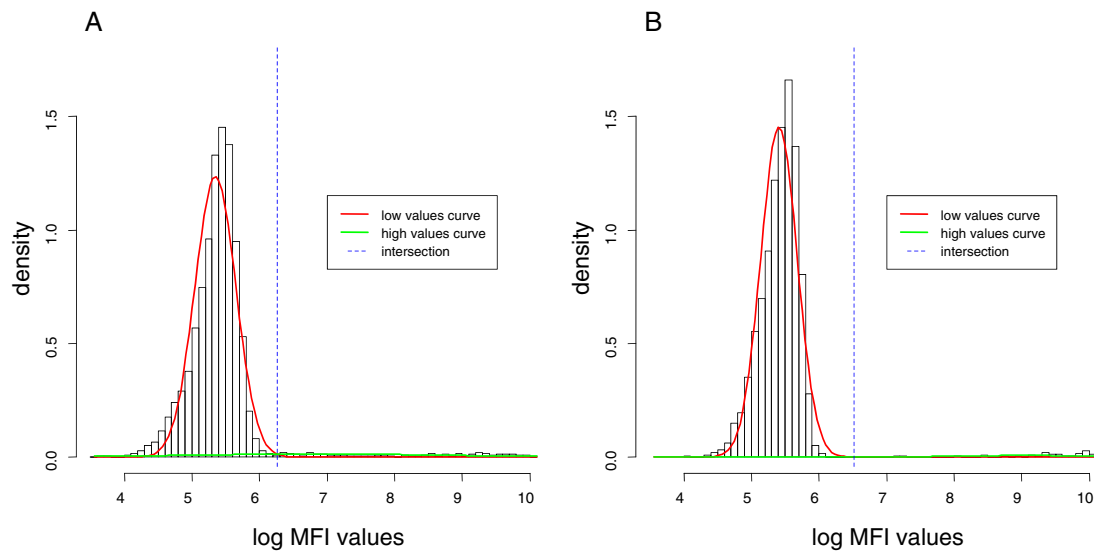 A
density
1.5
1.0
0.5
0.0
low values curve
high values curve
intersection
4 5 6 7 8 9 10
log MFI values
B
density
1.5
1.0
0.5
0.0
low values curve
high values curve
intersection
4 5 6 7 8 9 10
log MFI values